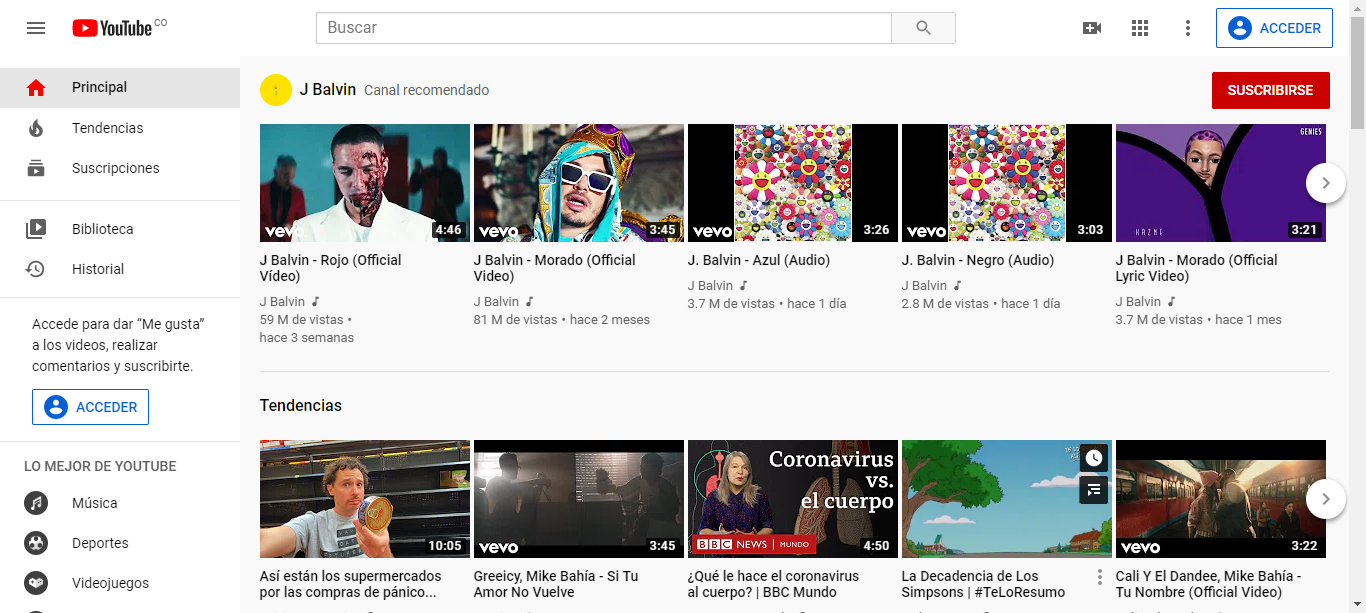 YouTube CO
Buscar
ACCEDER
Principal
Tendencias
Suscripciones
Biblioteca
Historial
Accede para dar “Me gusta”
a los videos, realizar
comentarios y suscribirte.
ACCEDER
LO MEJOR DE YOUTUBE
Música
Deportes
Videojuegos
J Balvin Canal recomendado
SUSCRIBIRSE
vevo 4:46
vevo 3:45
vevo 3:26
vevo 3:03
GENIES
HAZME
3:21
J Balvin - Rojo (Official
Vídeo)
J Balvin
59 M de vistas •
hace 3 semanas
J Balvin - Morado (Official
Video)
J Balvin
81 M de vistas • hace 2 meses
J. Balvin - Azul (Audio)
J Balvin
3.7 M de vistas • hace 1 día
J. Balvin - Negro (Audio)
J Balvin
2.8 M de vistas • hace 1 día
J Balvin - Morado (Official
Lyric Video)
J Balvin
3.7 M de vistas • hace 1 mes
Tendencias
10:05
vevo 3:45
Coronavirus
vs.
el cuerpo
BBC NEWS | MUNDO
4:50
vevo 3:22
Así están los supermercados
por las compras de pánico...
Greeicy, Mike Bahía - Si Tu
Amor No Vuelve
¿Qué le hace el coronavirus
al cuerpo? | BBC Mundo
La Decadencia de Los
Simpsons | #TeLoResumo
Cali Y El Dandee, Mike Bahía -
Tu Nombre (Official Video)